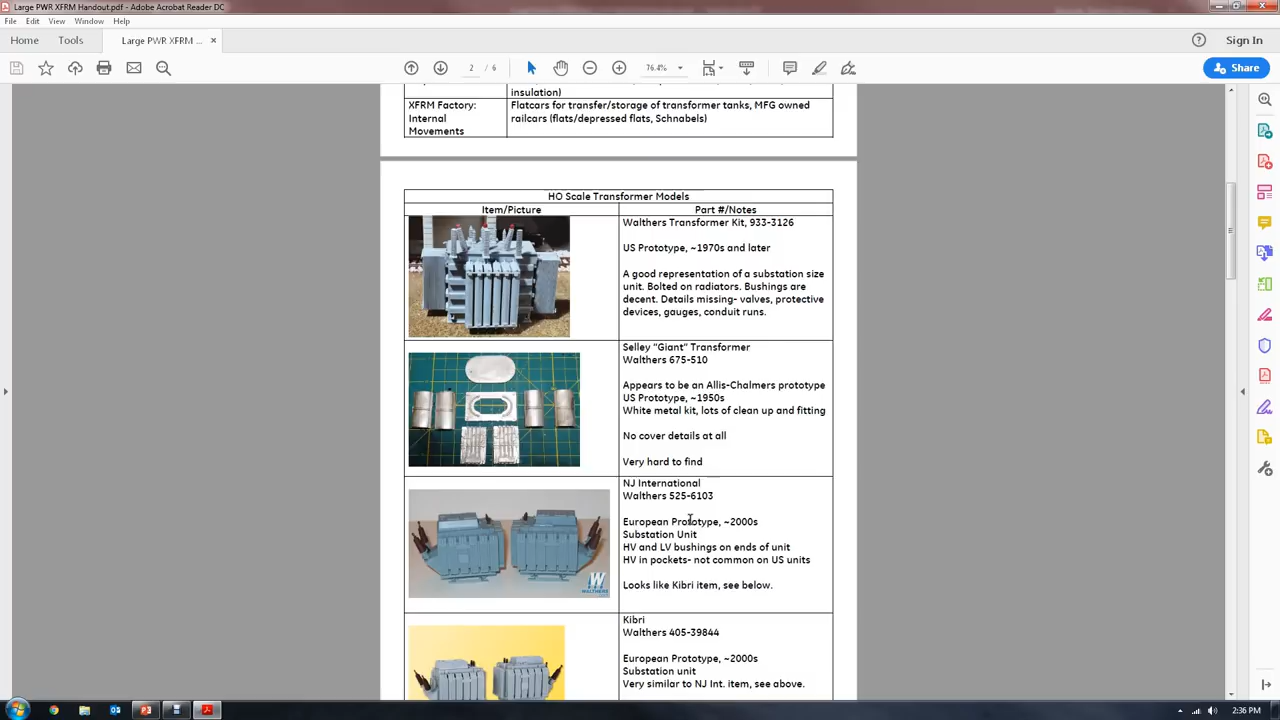 Large PWR XFRM Handout.pdf - Adobe Acrobat Reader DC
File Edit View Window Help
Home Tools Large PWR XFRM ... × Sign In
2 / 6 76.4% Share
insulation)
XFRM Factory: Internal Movements
Flatcars for transfer/storage of transformer tanks, MFG owned
railcars (flats/depressed flats, Schnabels)
HO Scale Transformer Models
Item/Picture Part #/Notes
Walthers Transformer Kit, 933-3126
US Prototype, ~1970s and later
A good representation of a substation size
unit. Bolted on radiators. Bushings are
decent. Details missing- valves, protective
devices, gauges, conduit runs.
Selley "Giant" Transformer
Walthers 675-510
Appears to be an Allis-Chalmers prototype
US Prototype, ~1950s
White metal kit, lots of clean up and fitting
No cover details at all
Very hard to find
NJ International
Walthers 525-6103
European Prototype, ~2000s
Substation Unit
HV and LV bushings on ends of unit
HV in pockets- not common on US units
Looks like Kibri item, see below.
WALTHERS
Kibri
Walthers 405-39844
European Prototype, ~2000s
Substation unit
Very similar to NJ Int. item, see above.
2:36 PM